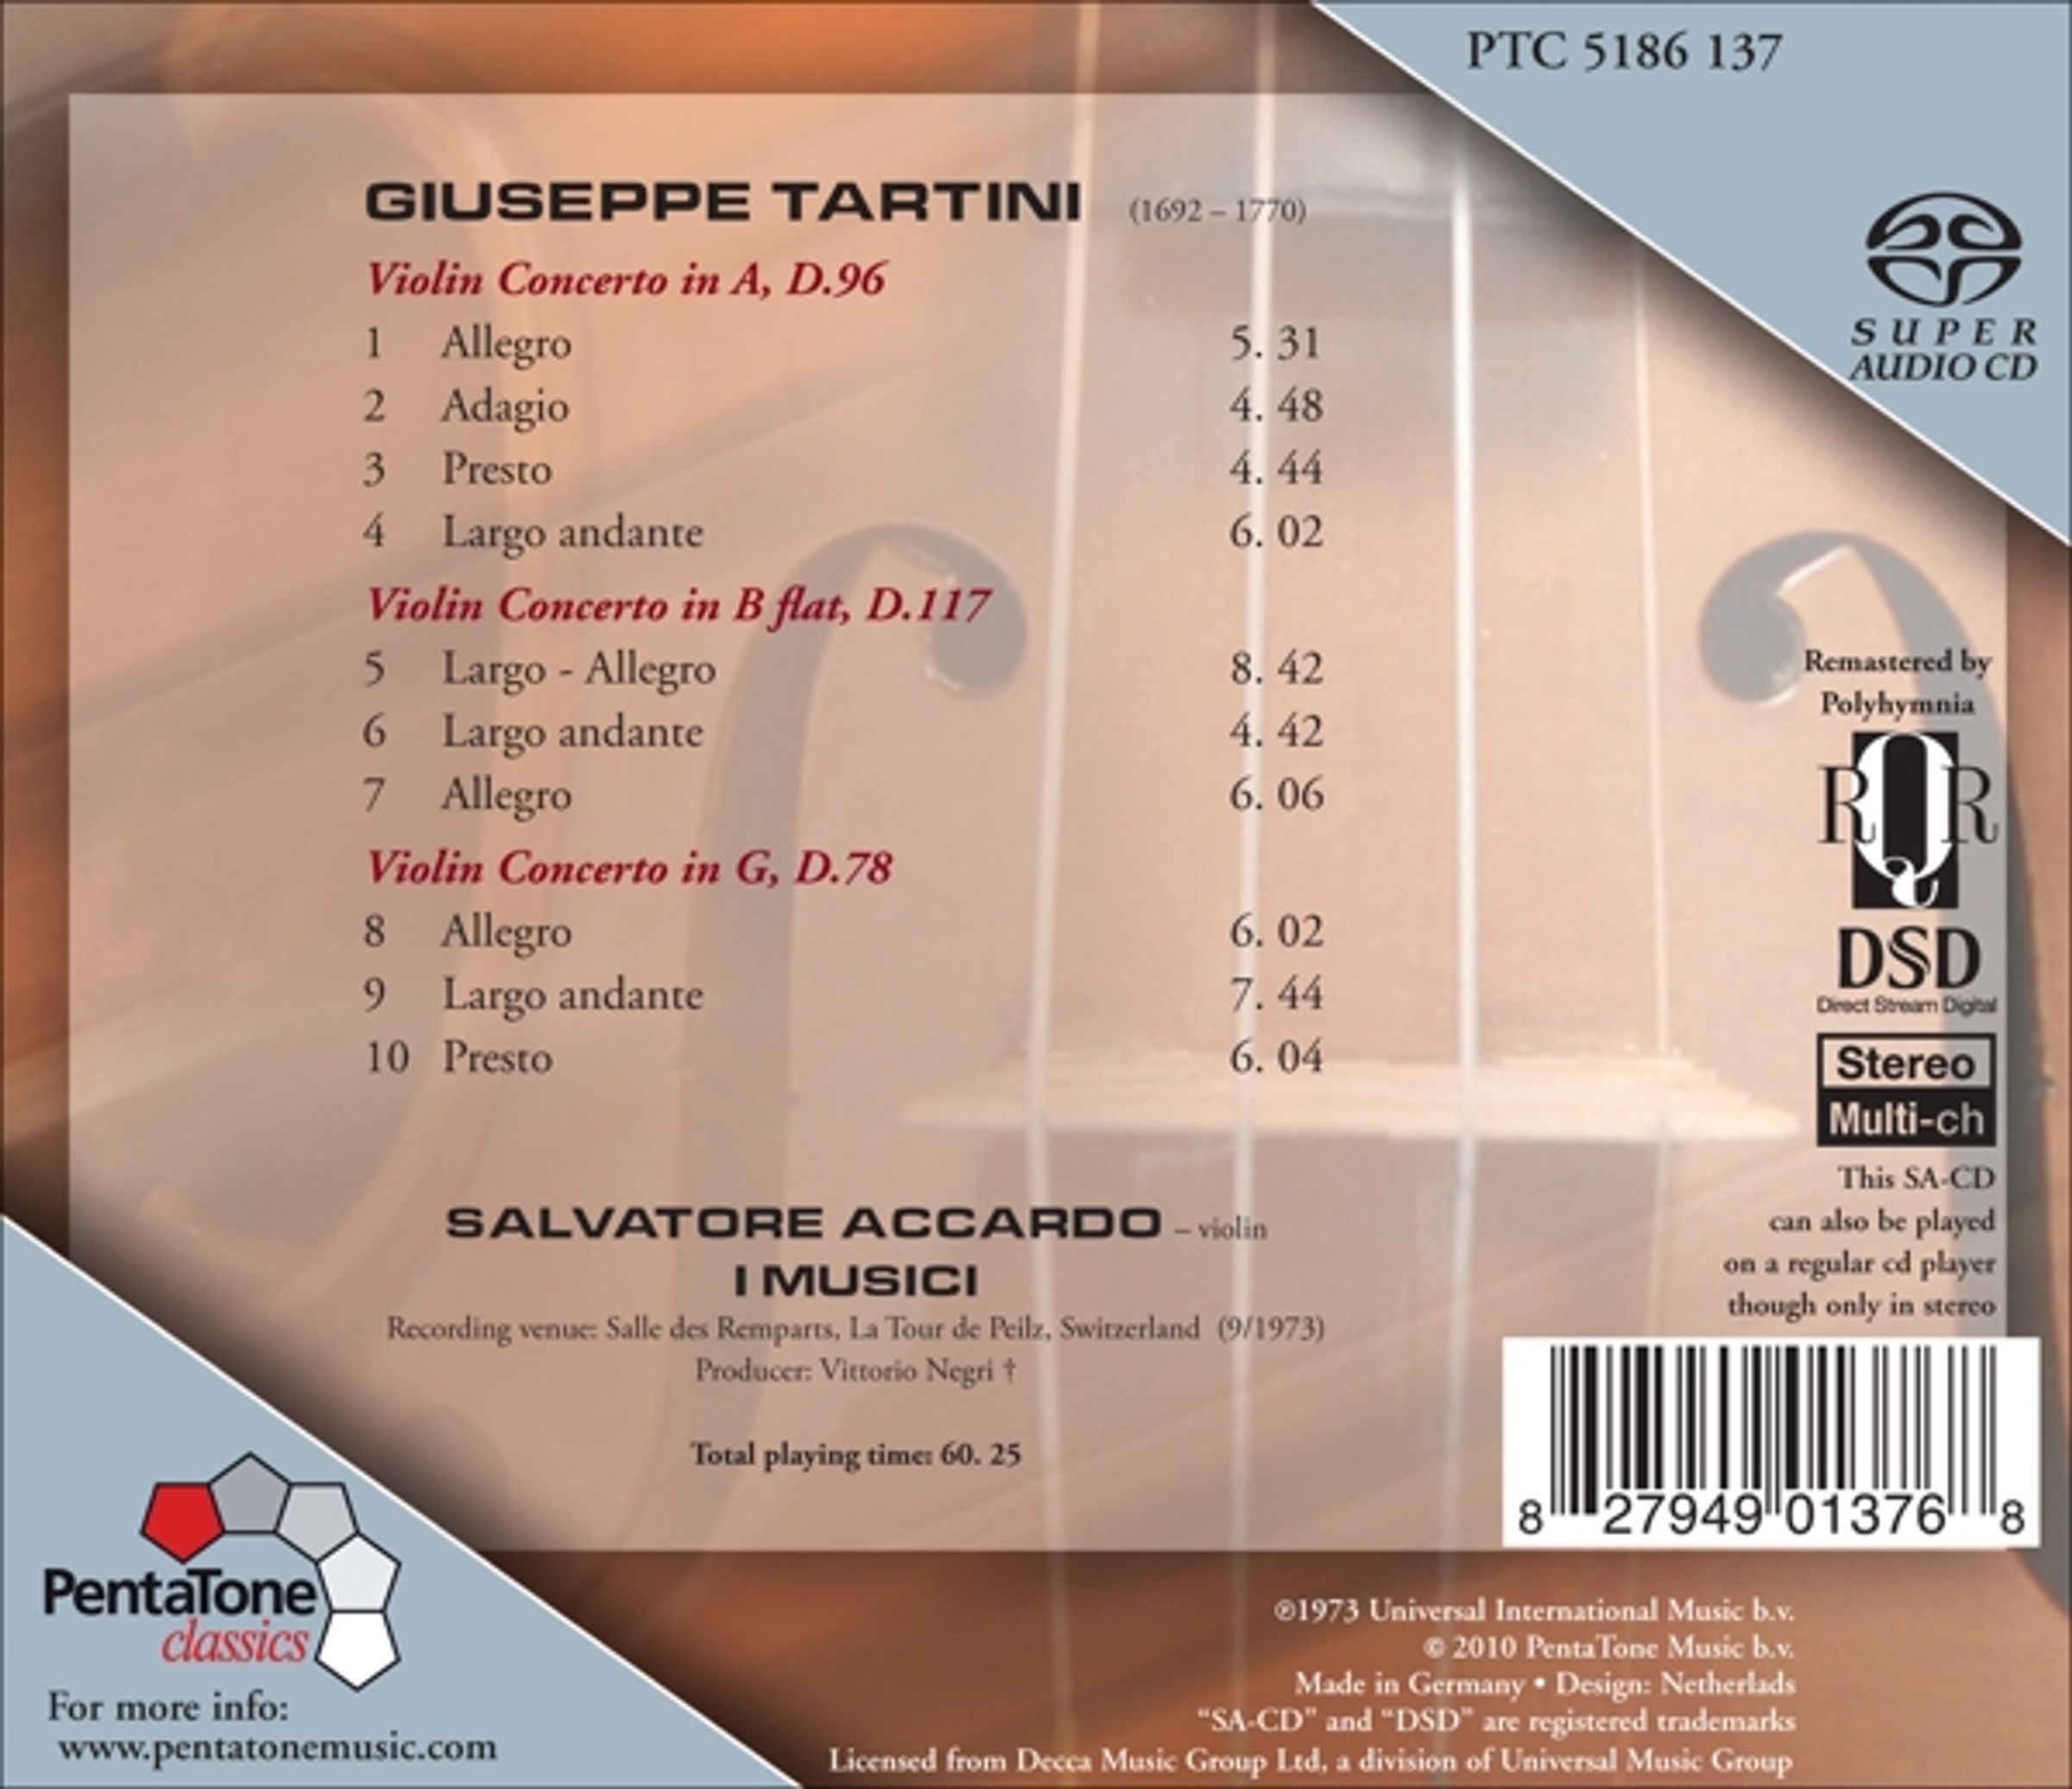 PTC 5186 137
SUPER
AUDIO CD
GIUSEPPE TARTINI (1692 – 1770)
Violin Concerto in A, D.96
1 Allegro 5. 31
2 Adagio 4. 48
3 Presto 4. 44
4 Largo andante 6. 02
Violin Concerto in B flat, D.117
5 Largo - Allegro 8. 42
6 Largo andante 4. 42
7 Allegro 6. 06
Violin Concerto in G, D.78
8 Allegro 6. 02
9 Largo andante 7. 44
10 Presto 6. 04
SALVATORE ACCARDO – violin
I MUSICI
Recording venue: Salle des Remparts, La Tour de Peilz, Switzerland (9/1973)
Producer: Vittorio Negri †
Total playing time: 60. 25
Remastered by
Polyhymnia
RQR
DSD
Direct Stream Digital
Stereo
Multi-ch
This SA-CD
can also be played
on a regular cd player
though only in stereo
8 27949 01376 8
PentaTone
classics
For more info:
www.pentatonemusic.com
℗1973 Universal International Music b.v.
© 2010 PentaTone Music b.v.
Made in Germany • Design: Netherlads
“SA-CD” and “DSD” are registered trademarks
Licensed from Decca Music Group Ltd, a division of Universal Music Group